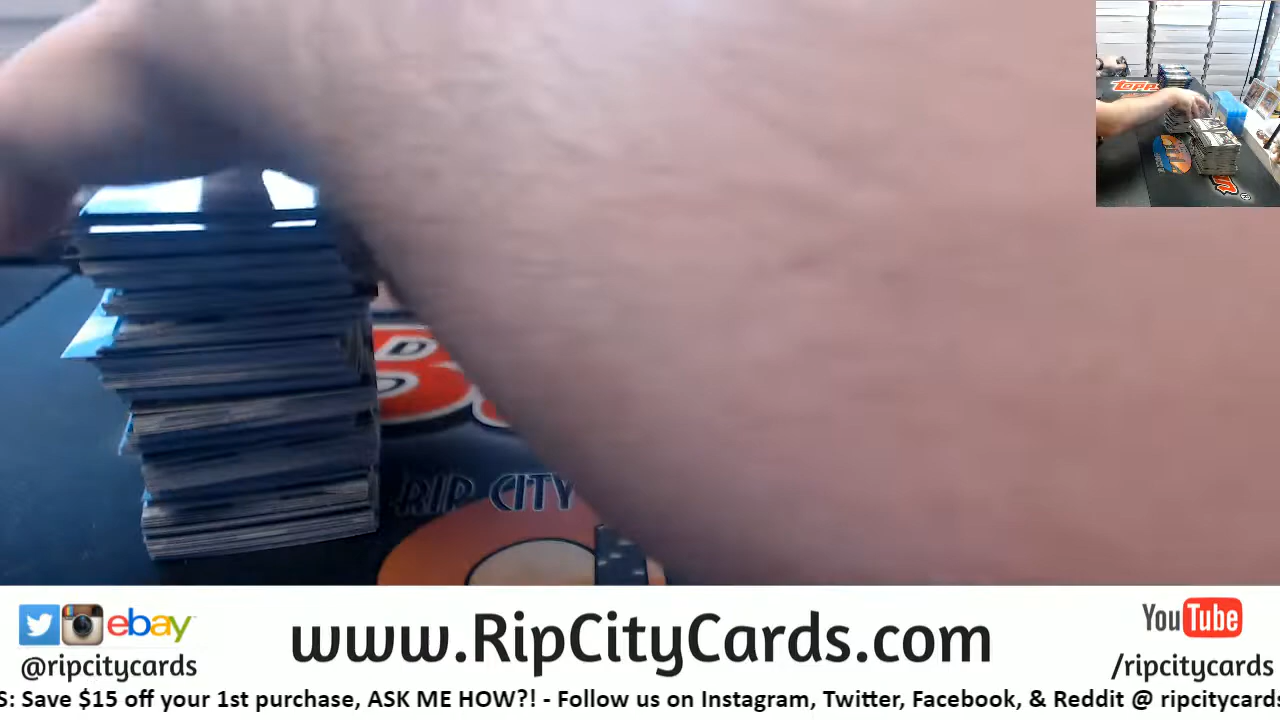 TOPPS
D
RIP CITY
ebay
@ripcitycards
www.RipCityCards.com
YouTube
/ripcitycards
S: Save $15 off your 1st purchase, ASK ME HOW?! - Follow us on Instagram, Twitter, Facebook, & Reddit @ ripcitycards